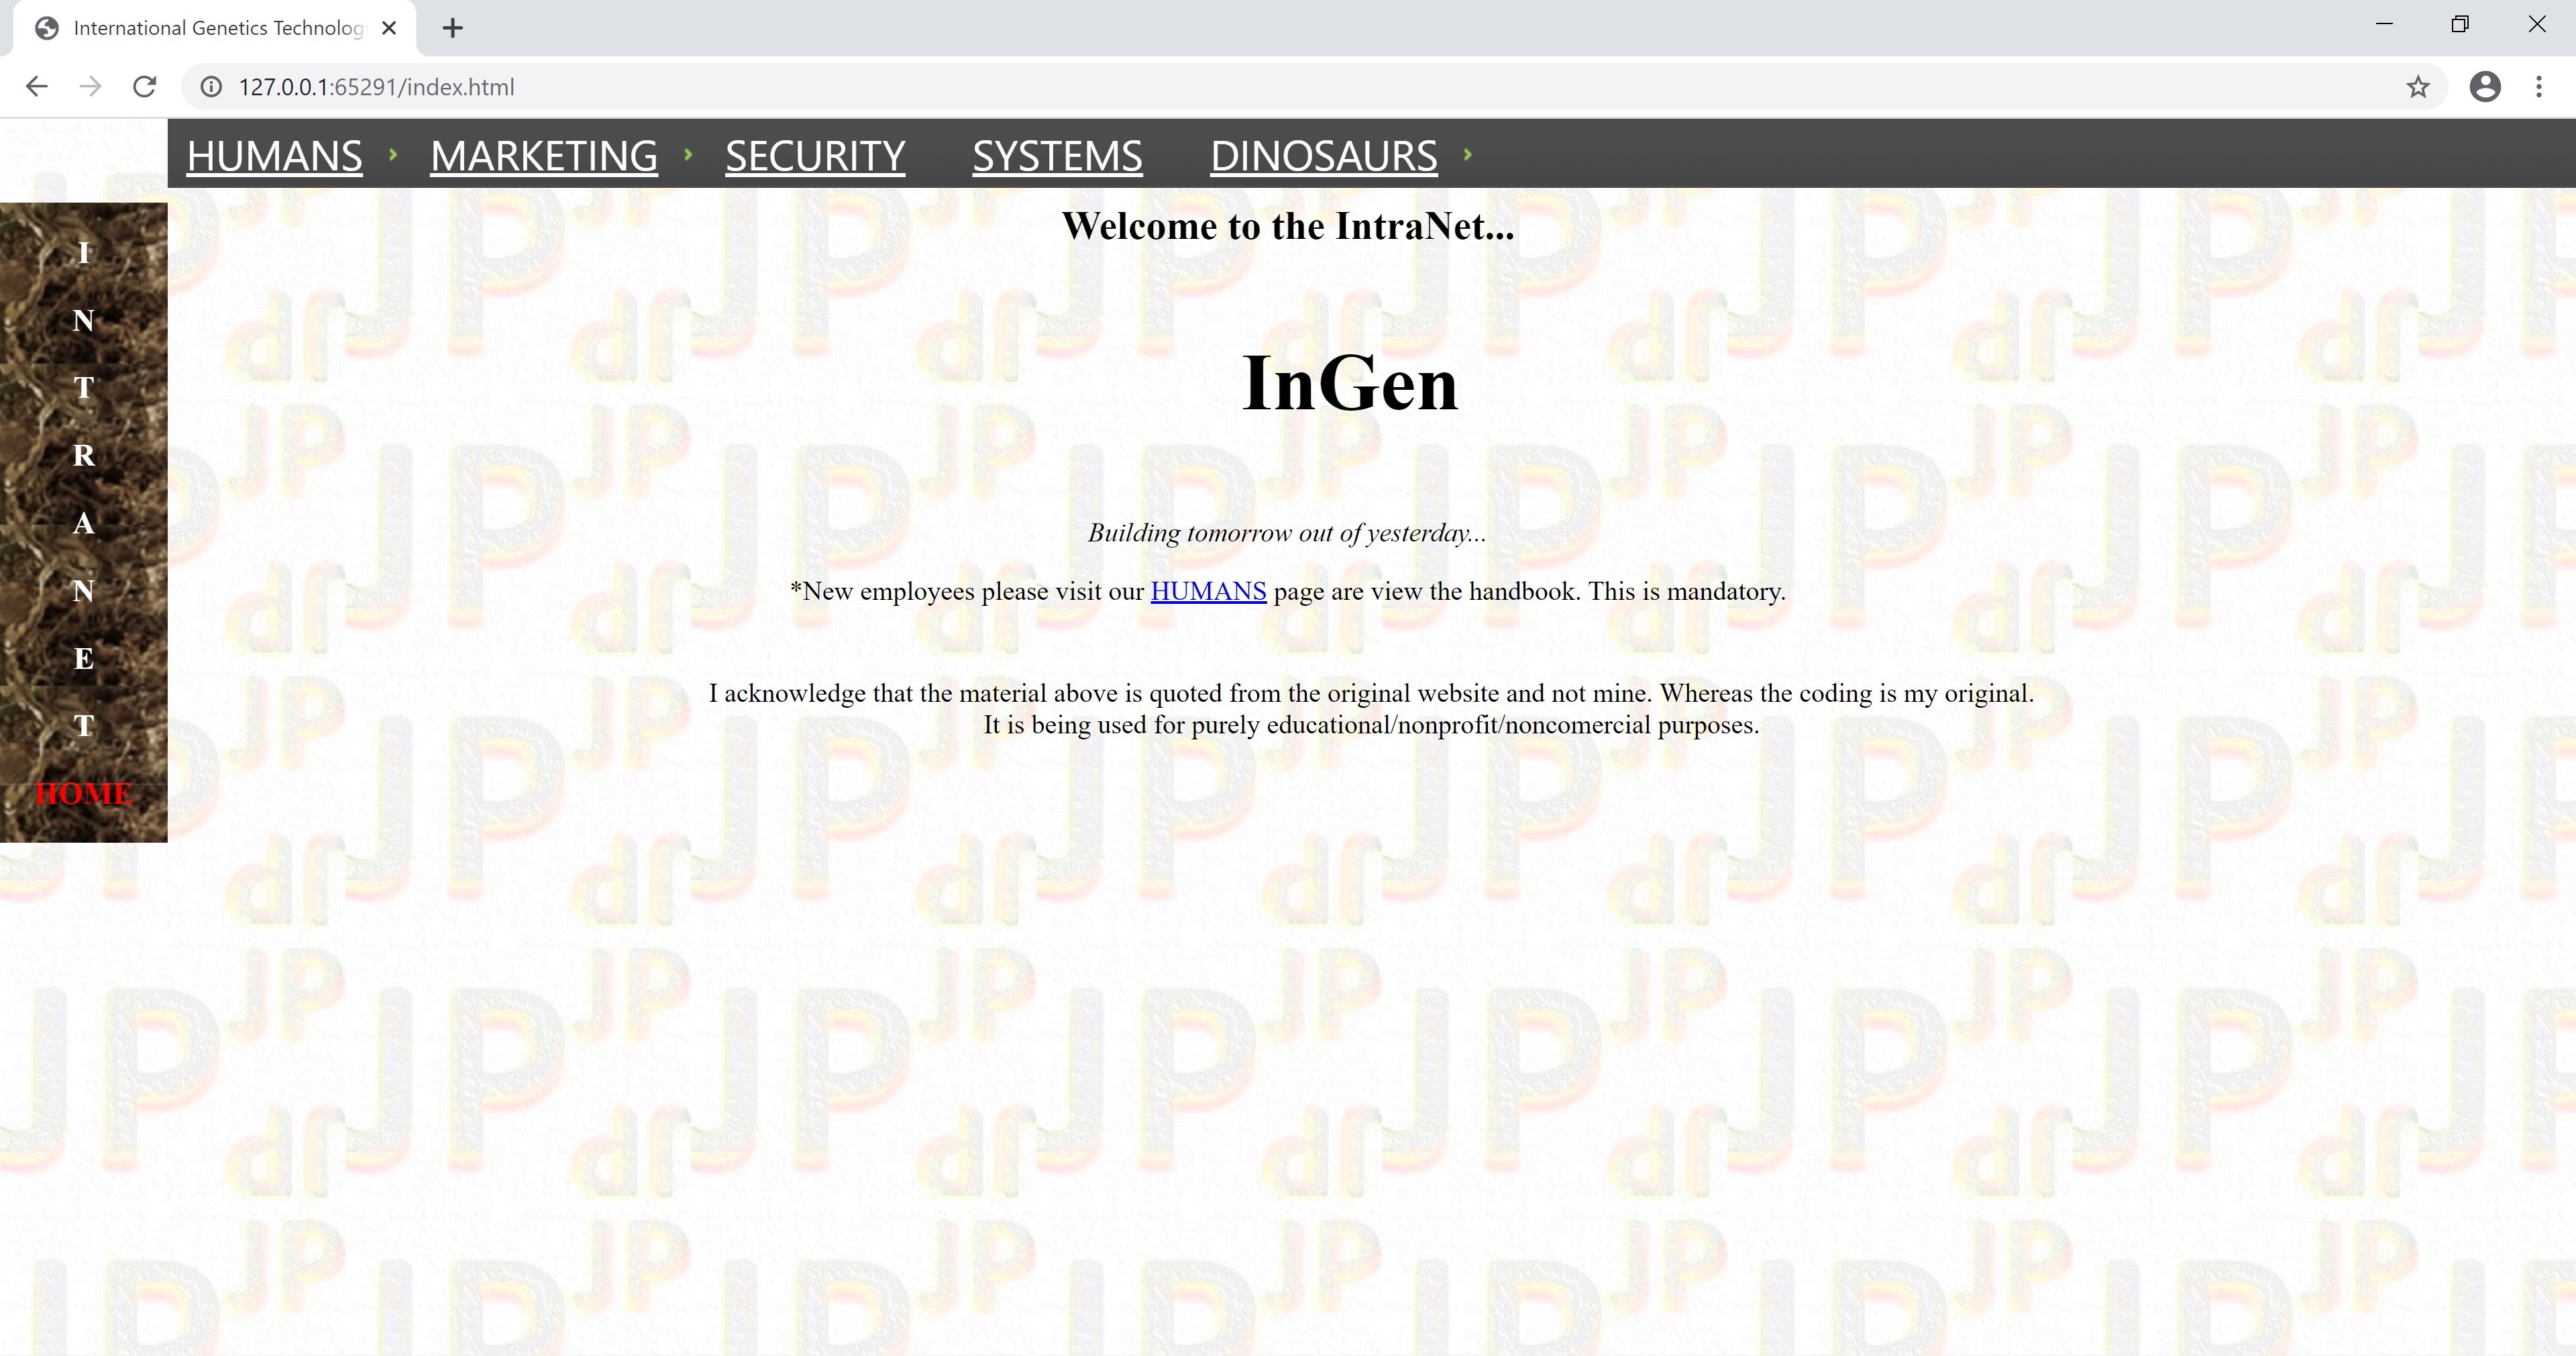 International Genetics Technolog
127.0.0.1:65291/index.html
HUMANS MARKETING SECURITY SYSTEMS DINOSAURS
I
N
T
R
A
N
E
T
HOME
Welcome to the IntraNet...
InGen
Building tomorrow out of yesterday...
*New employees please visit our HUMANS page are view the handbook. This is mandatory.
I acknowledge that the material above is quoted from the original website and not mine. Whereas the coding is my original.
It is being used for purely educational/nonprofit/noncomercial purposes.
JP